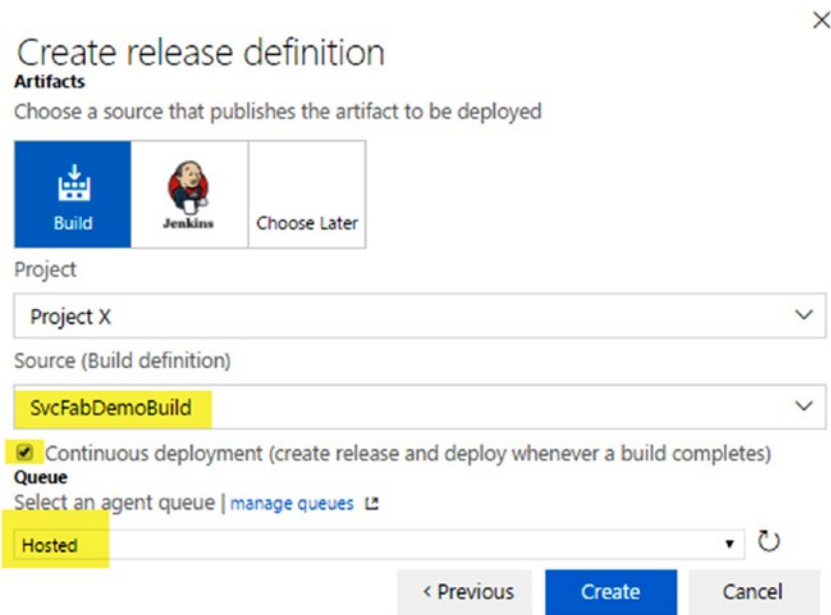 Create release definition
Artifacts
Choose a source that publishes the artifact to be deployed
Build
Jenkins
Choose Later
Project
Project X
Source (Build definition)
SvcFabDemoBuild
Continuous deployment (create release and deploy whenever a build completes)
Queue
Select an agent queue | manage queues
Hosted
< Previous
Create
Cancel